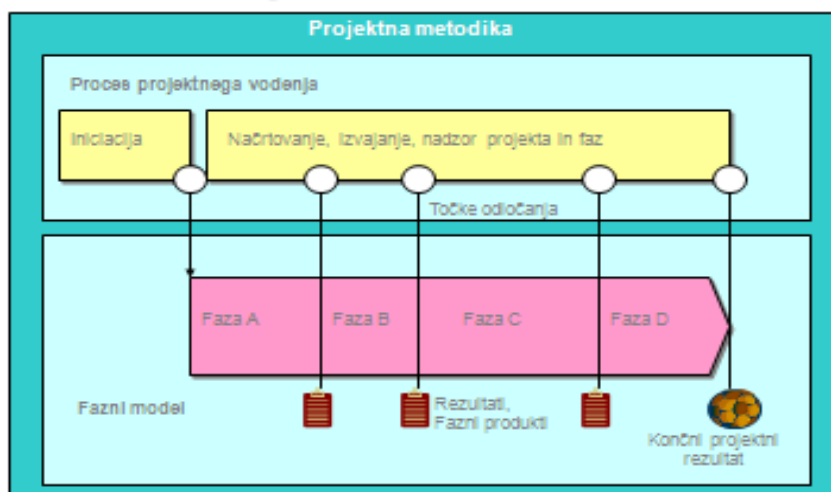 Projektna metodika
Proces projektnega vodenja
Iniciacija
Načrtovanje, izvajanje, nadzor projekta in faz
Točke odločanja
Faza A
Faza B
Faza C
Faza D
Fazni model
Rezultati,
Fazni produkti
Končni projektni
rezultat